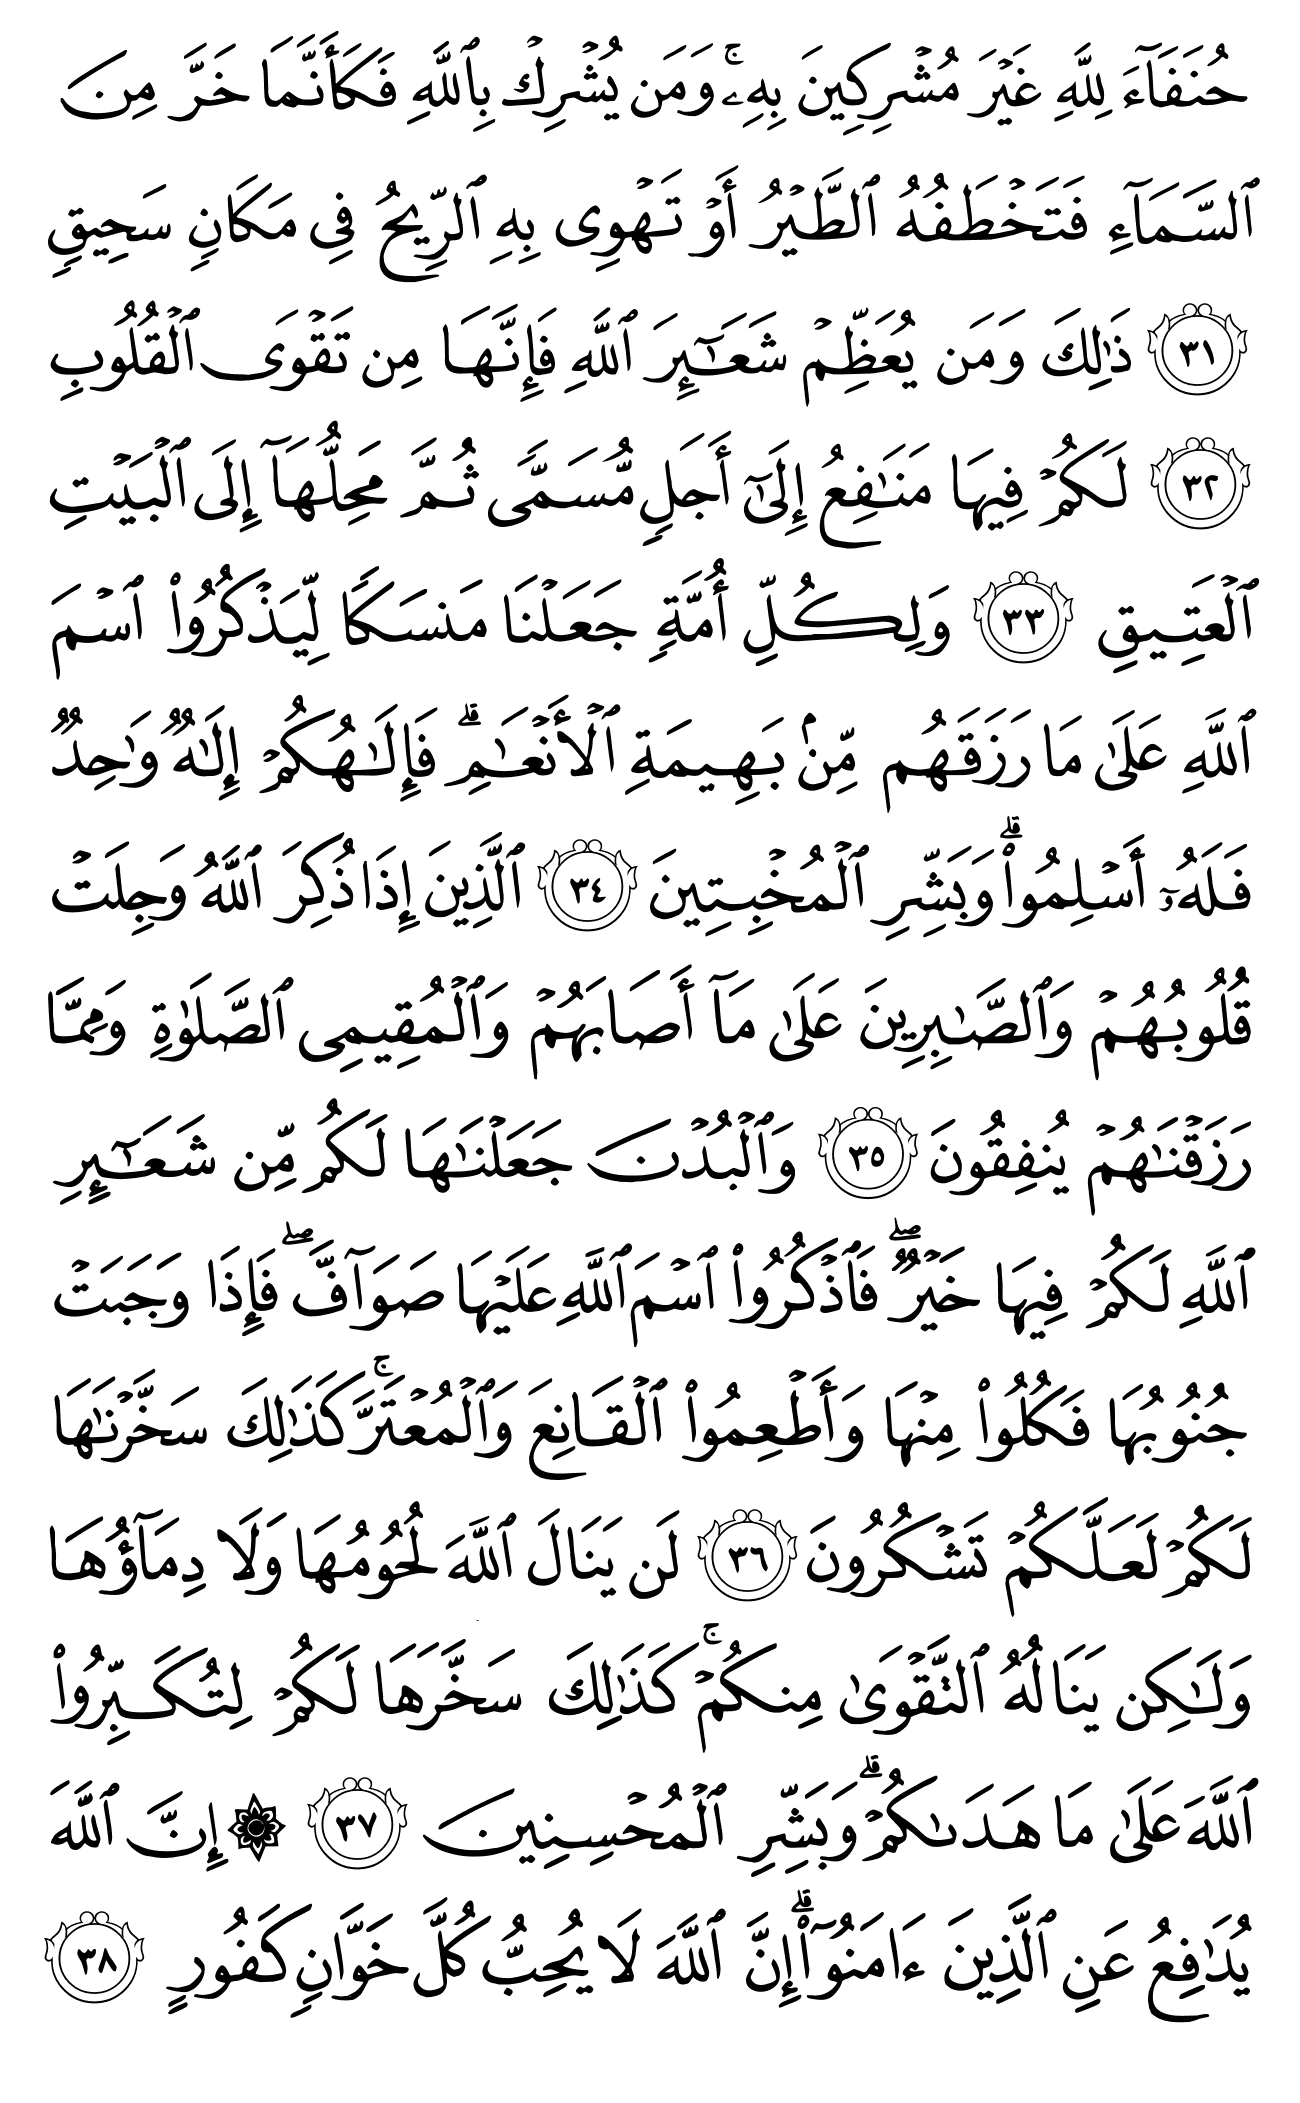 حُنَفَآءَ لِلَّهِ غَيۡرَ مُشۡرِكِينَ بِهِۦۚ وَمَن يُشۡرِكۡ بِٱللَّهِ فَكَأَنَّمَا خَرَّ مِنَ
ٱلسَّمَآءِ فَتَخۡطَفُهُ ٱلطَّيۡرُ أَوۡ تَهۡوِي بِهِ ٱلرِّيحُ فِي مَكَانٖ سَحِيقٖ
٣١ ذَٰلِكَ وَمَن يُعَظِّمۡ شَعَٰٓئِرَ ٱللَّهِ فَإِنَّهَا مِن تَقۡوَى ٱلۡقُلُوبِ
٣٢ لَكُمۡ فِيهَا مَنَٰفِعُ إِلَىٰٓ أَجَلٖ مُّسَمّٗى ثُمَّ مَحِلُّهَآ إِلَى ٱلۡبَيۡتِ
ٱلۡعَتِيقِ ٣٣ وَلِكُلِّ أُمَّةٖ جَعَلۡنَا مَنسَكٗا لِّيَذۡكُرُواْ ٱسۡمَ
ٱللَّهِ عَلَىٰ مَا رَزَقَهُم مِّنۢ بَهِيمَةِ ٱلۡأَنۡعَٰمِۗ فَإِلَٰهُكُمۡ إِلَٰهٞ وَٰحِدٞ
فَلَهُۥٓ أَسۡلِمُواْۗ وَبَشِّرِ ٱلۡمُخۡبِتِينَ ٣٤ ٱلَّذِينَ إِذَا ذُكِرَ ٱللَّهُ وَجِلَتۡ
قُلُوبُهُمۡ وَٱلصَّٰبِرِينَ عَلَىٰ مَآ أَصَابَهُمۡ وَٱلۡمُقِيمِي ٱلصَّلَوٰةِ وَمِمَّا
رَزَقۡنَٰهُمۡ يُنفِقُونَ ٣٥ وَٱلۡبُدۡنَ جَعَلۡنَٰهَا لَكُم مِّن شَعَٰٓئِرِ
ٱللَّهِ لَكُمۡ فِيهَا خَيۡرٞۖ فَٱذۡكُرُواْ ٱسۡمَ ٱللَّهِ عَلَيۡهَا صَوَآفَّۖ فَإِذَا وَجَبَتۡ
جُنُوبُهَا فَكُلُواْ مِنۡهَا وَأَطۡعِمُواْ ٱلۡقَانِعَ وَٱلۡمُعۡتَرَّۚ كَذَٰلِكَ سَخَّرۡنَٰهَا
لَكُمۡ لَعَلَّكُمۡ تَشۡكُرُونَ ٣٦ لَن يَنَالَ ٱللَّهَ لُحُومُهَا وَلَا دِمَآؤُهَا
وَلَٰكِن يَنَالُهُ ٱلتَّقۡوَىٰ مِنكُمۡۚ كَذَٰلِكَ سَخَّرَهَا لَكُمۡ لِتُكَبِّرُواْ
ٱللَّهَ عَلَىٰ مَا هَدَىٰكُمۡۗ وَبَشِّرِ ٱلۡمُحۡسِنِينَ ٣٧ ۞ إِنَّ ٱللَّهَ
يُدَٰفِعُ عَنِ ٱلَّذِينَ ءَامَنُوٓاْۗ إِنَّ ٱللَّهَ لَا يُحِبُّ كُلَّ خَوَّانٖ كَفُورٍ ٣٨